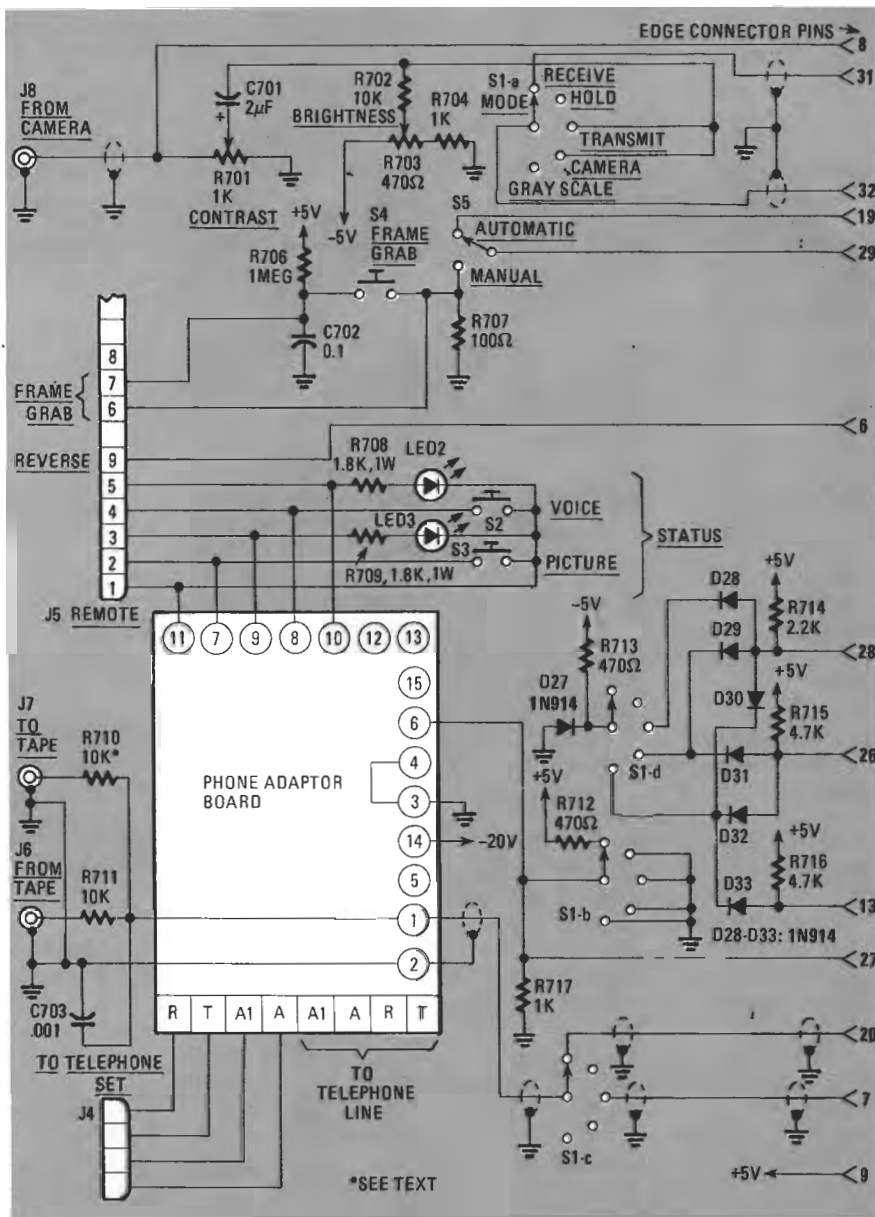 EDGE CONNECTOR PINS
8
J8
FROM
CAMERA
C701
2µF
+
R702
10K
BRIGHTNESS
R704
1K
S1-a
MODE
RECEIVE
HOLD
TRANSMIT
CAMERA
GRAY SCALE
31
32
R701
1K
CONTRAST
R703
470Ω
-5V
+5V
R706
1MEG
S4
FRAME
GRAB
S5
AUTOMATIC
MANUAL
19
29
C702
0.1
R707
100Ω
8
7
6
FRAME
GRAB
REVERSE
9
6
5
4
3
2
1
R708
1.8K, 1W
LED2
S2
VOICE
LED3
S3
R709, 1.8K, 1W
PICTURE
STATUS
J5 REMOTE
11
7
9
8
10
12
13
15
6
4
3
14
5
1
2
PHONE ADAPTOR
BOARD
-20V
-5V
R713
470Ω
D27
1N914
+5V
R712
470Ω
S1-d
S1-b
D28
D29
D30
D31
D32
D33
+5V
R714
2.2K
28
+5V
R715
4.7K
26
+5V
R716
4.7K
13
D28-D33: 1N914
27
R717
1K
J7
TO
TAPE
R710
10K*
J6
FROM
TAPE
R711
10K
C703
.001
R T A1 A A1 A R T
TO TELEPHONE
SET
J4
TO
TELEPHONE
LINE
S1-c
20
7
*SEE TEXT
+5V
9